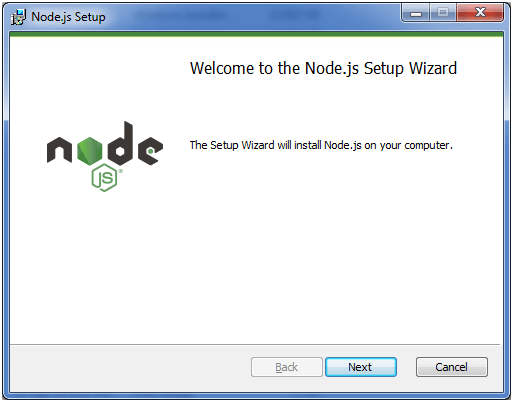 Node.js Setup
Welcome to the Node.js Setup Wizard
node
JS
The Setup Wizard will install Node.js on your computer.
Back
Next
Cancel